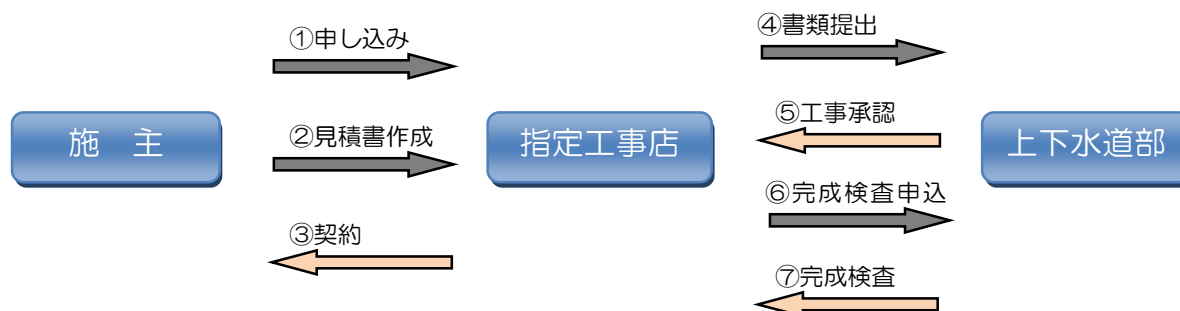 施　主
①申し込み
②見積書作成
③契約
指定工事店
④書類提出
⑤工事承認
⑥完成検査申込
⑦完成検査
上下水道部